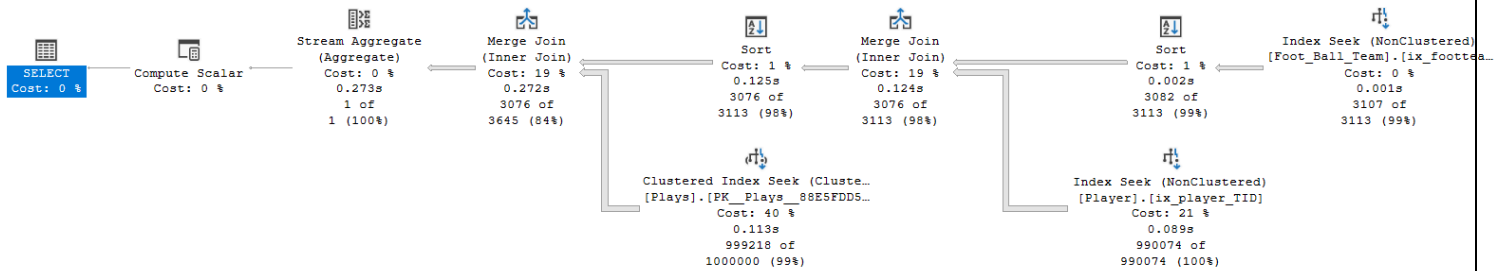 SELECT
Cost: 0 %
Compute Scalar
Cost: 0 %
Stream Aggregate
(Aggregate)
Cost: 0 %
0.273s
1 of
1 (100%)
Merge Join
(Inner Join)
Cost: 19 %
0.272s
3076 of
3645 (84%)
Sort
Cost: 1 %
0.125s
3076 of
3113 (98%)
Merge Join
(Inner Join)
Cost: 19 %
0.124s
3076 of
3113 (98%)
Sort
Cost: 1 %
0.002s
3082 of
3113 (99%)
Index Seek (NonClustered)
[Foot_Ball_Team].[ix_foottea…
Cost: 0 %
0.001s
3107 of
3113 (99%)
Clustered Index Seek (Cluste…
[Plays].[PK__Plays__88E5FDD5…
Cost: 40 %
0.113s
999218 of
1000000 (99%)
Index Seek (NonClustered)
[Player].[ix_player_TID]
Cost: 21 %
0.089s
990074 of
990074 (100%)